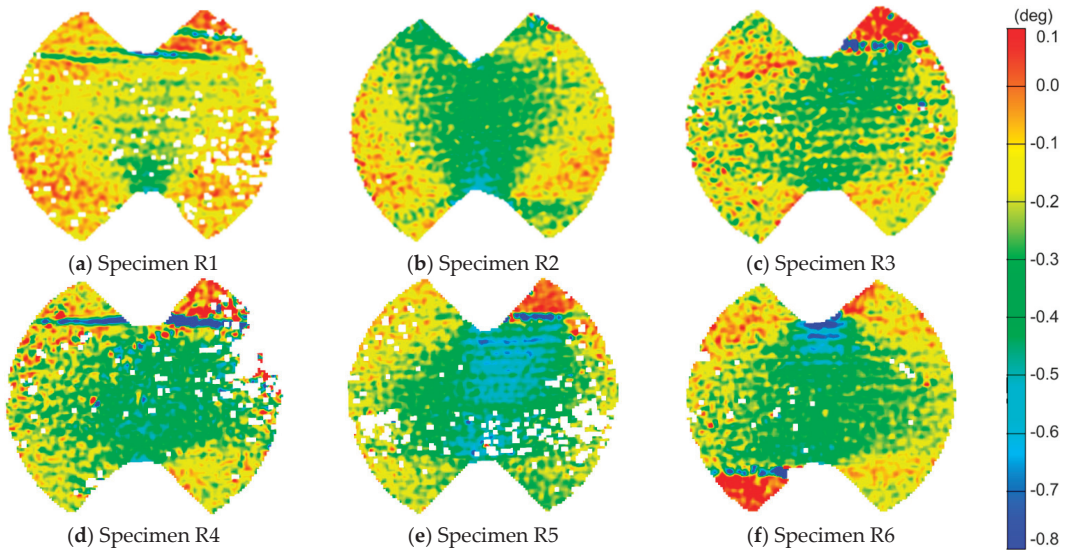 (deg)
0.1
0.0
-0.1
-0.2
-0.3
-0.4
-0.5
-0.6
-0.7
-0.8
(a) Specimen R1
(b) Specimen R2
(c) Specimen R3
(d) Specimen R4
(e) Specimen R5
(f) Specimen R6